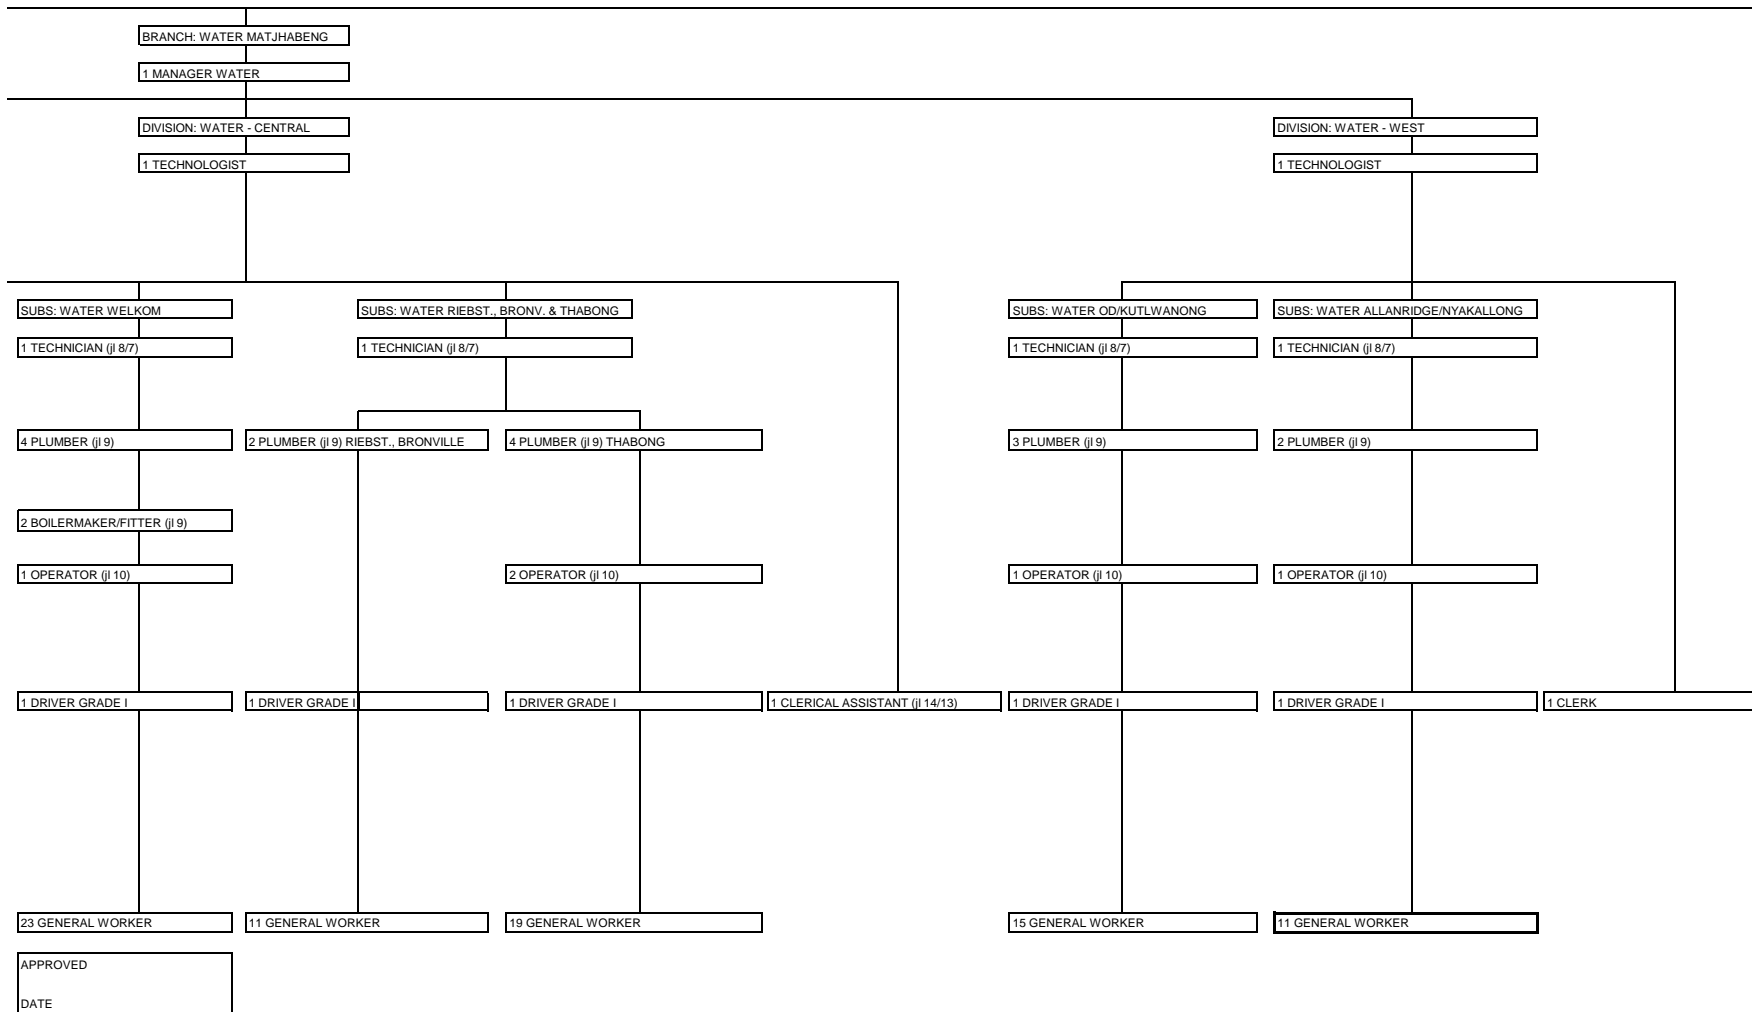 BRANCH: WATER MATJHABENG
1 MANAGER WATER
DIVISION: WATER - CENTRAL
DIVISION: WATER - WEST
1 TECHNOLOGIST
1 TECHNOLOGIST
SUBS: WATER WELKOM
SUBS: WATER RIEBST., BRONV. & THABONG
SUBS: WATER OD/KUTLWANONG
SUBS: WATER ALLANRIDGE/NYAKALLONG
1 TECHNICIAN (jl 8/7)
1 TECHNICIAN (jl 8/7)
1 TECHNICIAN (jl 8/7)
1 TECHNICIAN (jl 8/7)
4 PLUMBER (jl 9)
2 PLUMBER (jl 9) RIEBST., BRONVILLE
4 PLUMBER (jl 9) THABONG
3 PLUMBER (jl 9)
2 PLUMBER (jl 9)
2 BOILERMAKER/FITTER (jl 9)
1 OPERATOR (jl 10)
2 OPERATOR (jl 10)
1 OPERATOR (jl 10)
1 OPERATOR (jl 10)
1 DRIVER GRADE I
1 DRIVER GRADE I
1 DRIVER GRADE I
1 CLERICAL ASSISTANT (jl 14/13)
1 DRIVER GRADE I
1 DRIVER GRADE I
1 CLERK
23 GENERAL WORKER
11 GENERAL WORKER
19 GENERAL WORKER
15 GENERAL WORKER
11 GENERAL WORKER
APPROVED
DATE